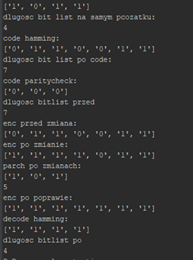 ['1', '0', '1', '1']
dlugosc bit list na samym pcozatku:
4
code hamming:
['0', '1', '1', '0', '0', '1', '1']
dlugosc bit list po code:
7
code paritycheck:
['0', '0', '0']
dlugosc bitlist przed
7
enc przed zmiana:
['0', '1', '1', '0', '0', '1', '1']
enc po zmianie:
['1', '1', '1', '1', '0', '1', '1']
parch po zmianach:
['1', '0', '1']
5
enc po poprawie:
['1', '1', '1', '1', '1', '1', '1']
decode hamming:
['1', '1', '1', '1']
dlugosc bitlist po
4